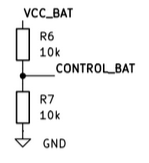 VCC_BAT
R6
10k
CONTROL_BAT
R7
10k
GND